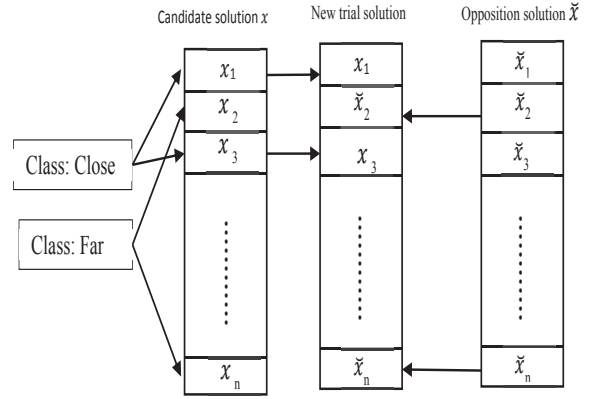 Candidate solution x
New trial solution
Opposition solution x̆
x₁
x₂
x₃
xₙ
x₁
x̆₂
x₃
x̆ₙ
x̆₁
x̆₂
x̆₃
x̆ₙ
Class: Close
Class: Far